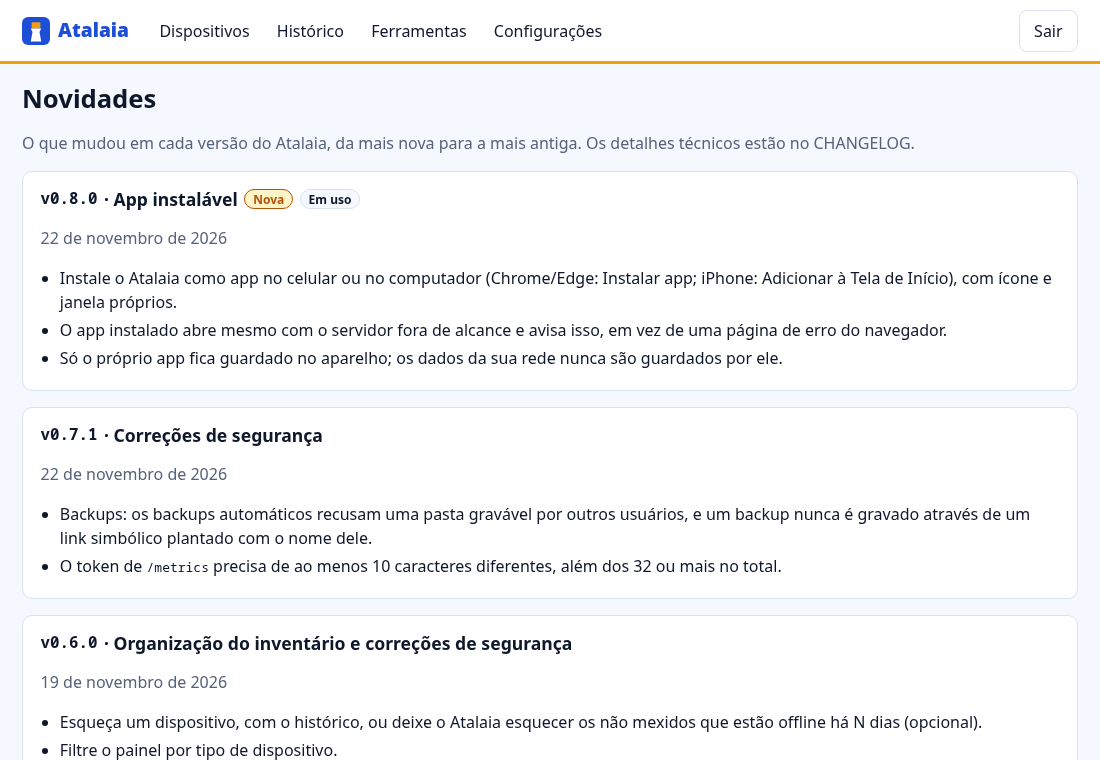 Atalaia Dispositivos Histórico Ferramentas Configurações Sair
Novidades
O que mudou em cada versão do Atalaia, da mais nova para a mais antiga. Os detalhes técnicos estão no CHANGELOG.
v0.8.0 · App instalável Nova Em uso
22 de novembro de 2026
• Instale o Atalaia como app no celular ou no computador (Chrome/Edge: Instalar app; iPhone: Adicionar à Tela de Início), com ícone e
janela próprios.
• O app instalado abre mesmo com o servidor fora de alcance e avisa isso, em vez de uma página de erro do navegador.
• Só o próprio app fica guardado no aparelho; os dados da sua rede nunca são guardados por ele.
v0.7.1 · Correções de segurança
22 de novembro de 2026
• Backups: os backups automáticos recusam uma pasta gravável por outros usuários, e um backup nunca é gravado através de um
link simbólico plantado com o nome dele.
• O token de /metrics precisa de ao menos 10 caracteres diferentes, além dos 32 ou mais no total.
v0.6.0 · Organização do inventário e correções de segurança
19 de novembro de 2026
• Esqueça um dispositivo, com o histórico, ou deixe o Atalaia esquecer os não mexidos que estão offline há N dias (opcional).
• Filtre o painel por tipo de dispositivo.